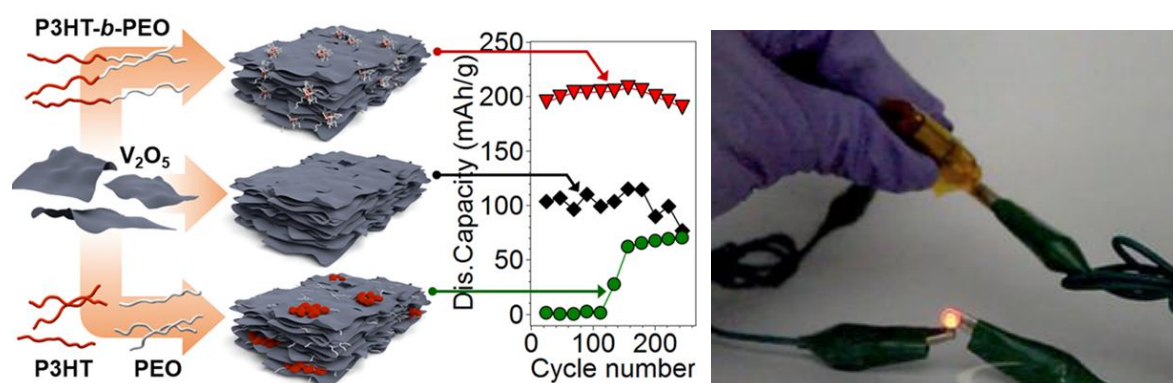 P3HT-b-PEO
V₂O₅
P3HT PEO
Dis.Capacity (mAh/g)
250
200
150
100
50
0
0 100 200
Cycle number